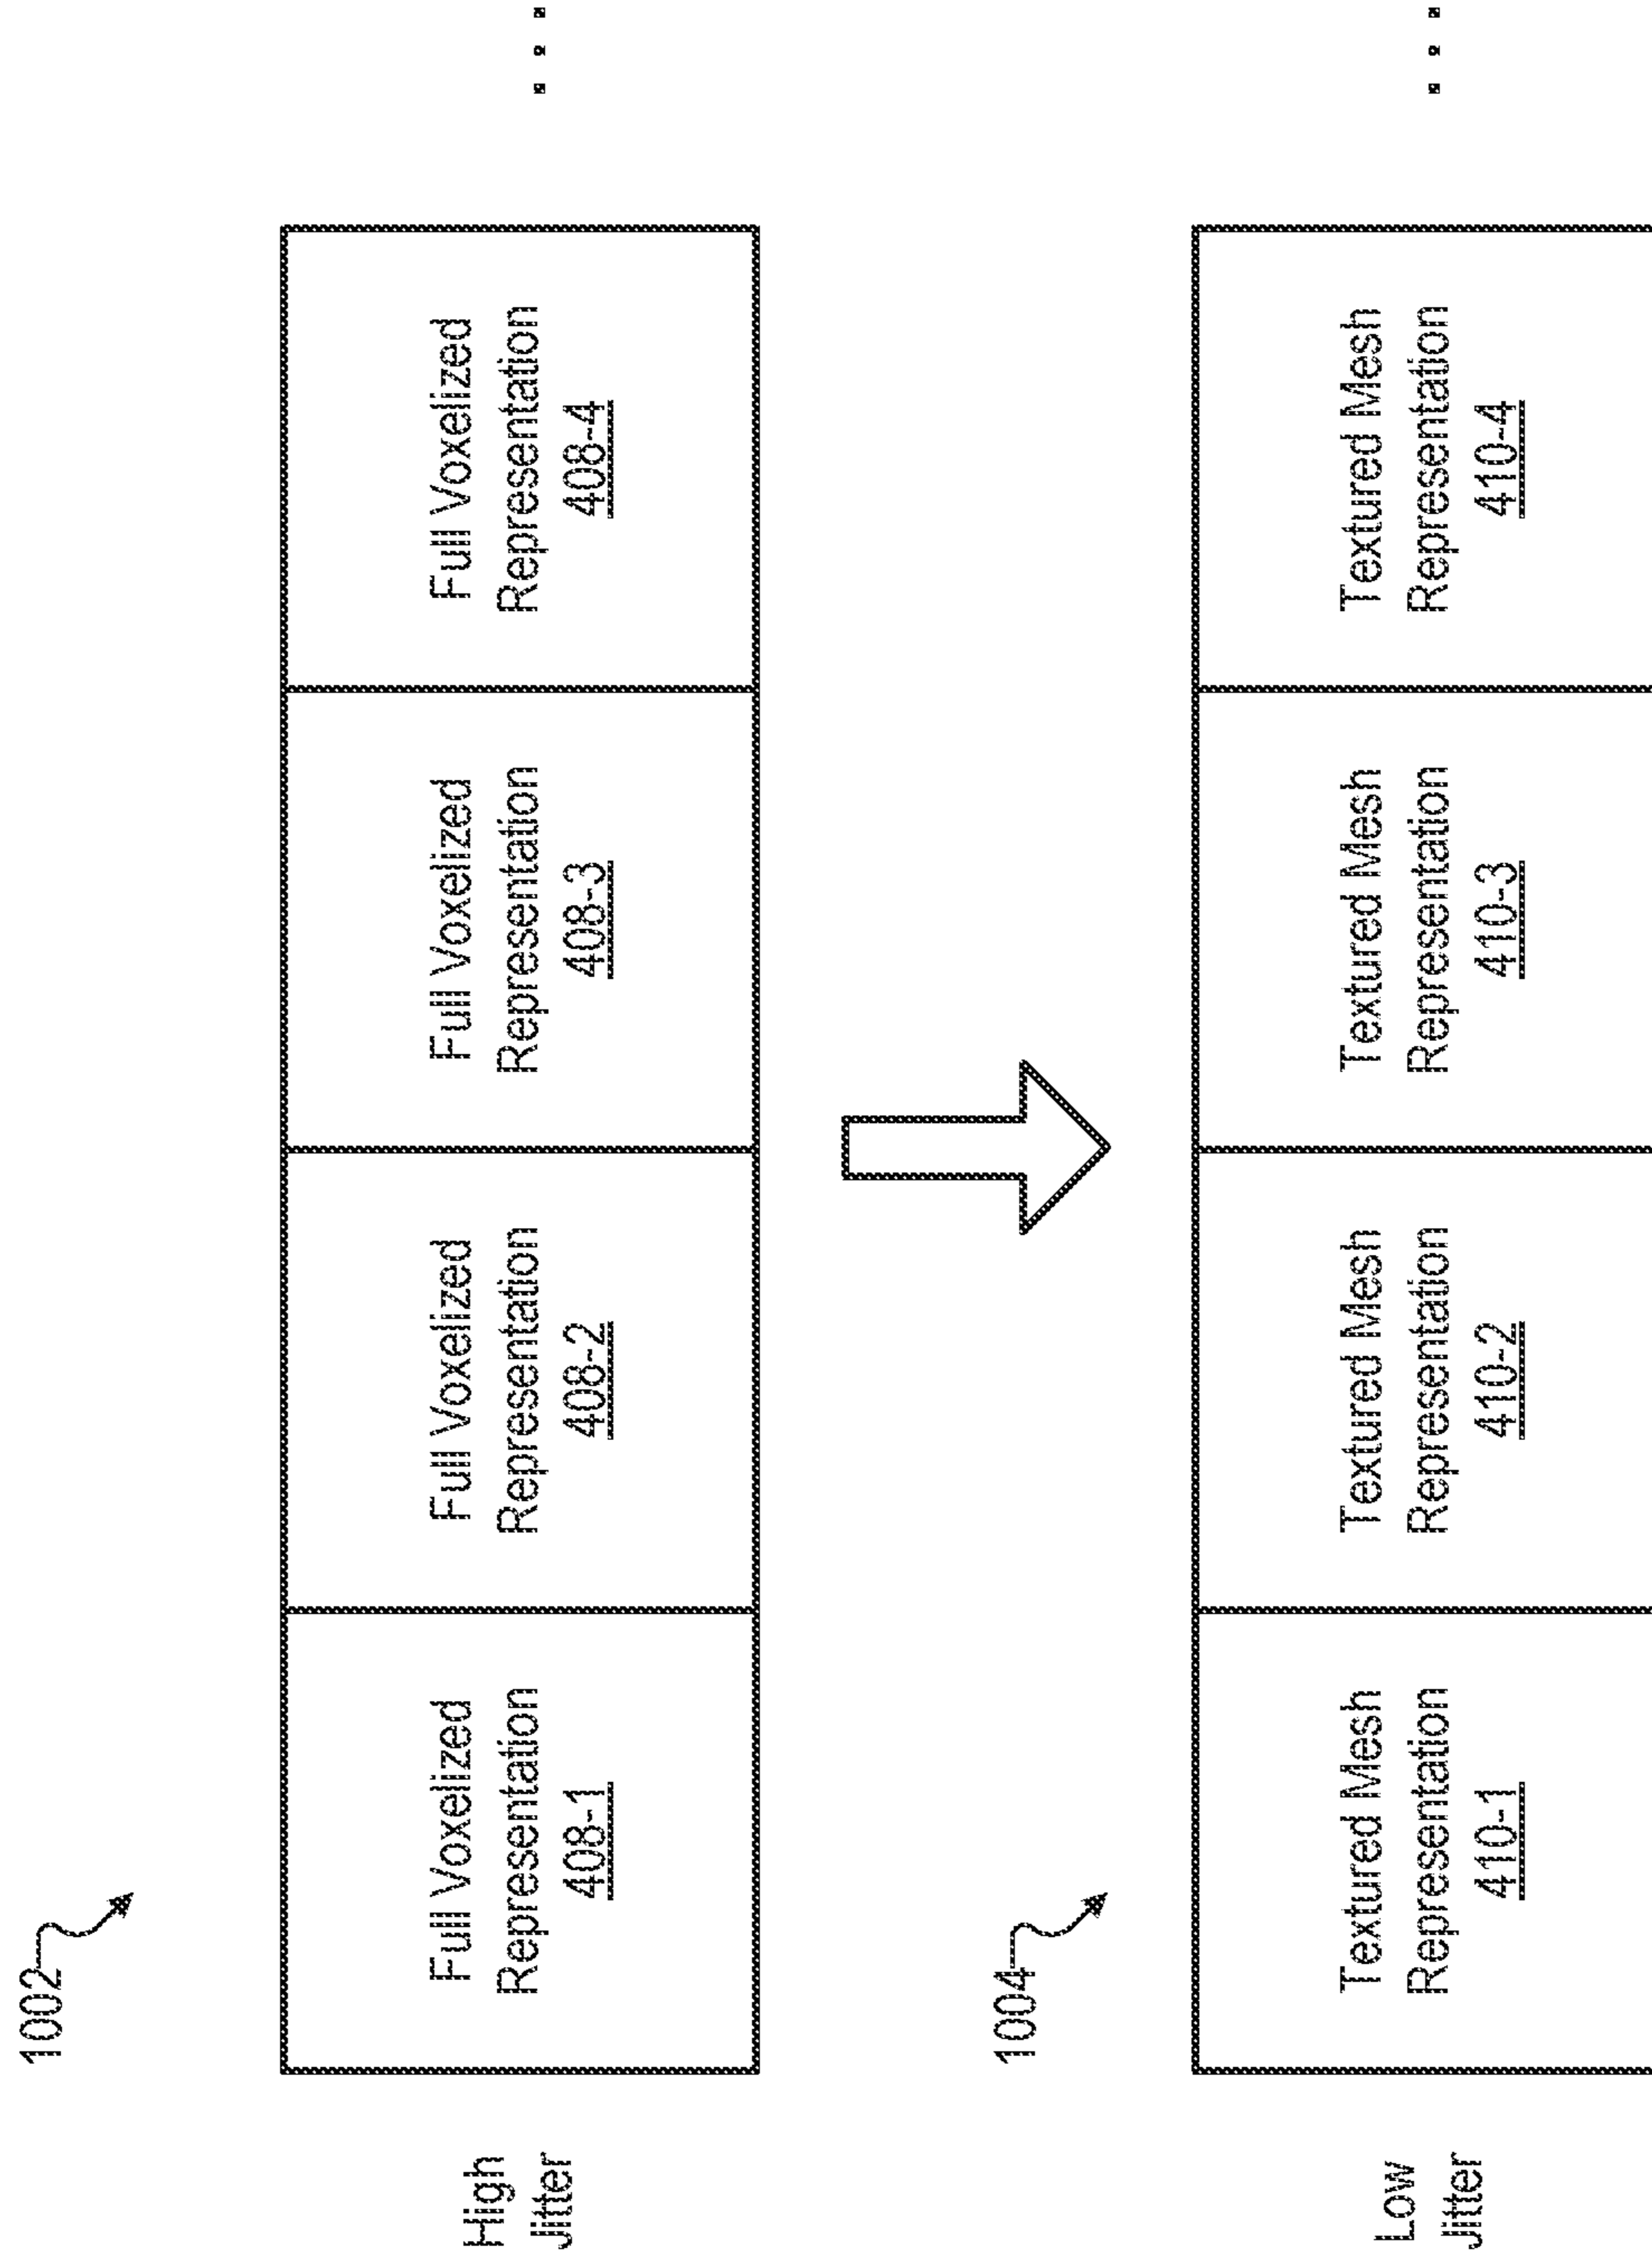 1002
High
Jitter
Full Voxelized
Representation
408-1
Full Voxelized
Representation
408-2
Full Voxelized
Representation
408-3
Full Voxelized
Representation
408-4
1004
Low
Jitter
Textured Mesh
Representation
410-1
Textured Mesh
Representation
410-2
Textured Mesh
Representation
410-3
Textured Mesh
Representation
410-4